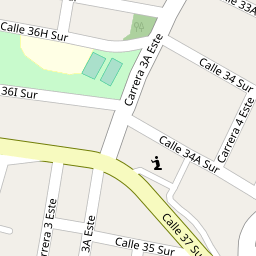 Calle 36H Sur
Calle 33A
Carrera 3A Este
Calle 34 Sur
36I Sur
Carrera 4 Este
Calle 34A Sur
Carrera 3 Este
3A Este
Calle 37 Su
Calle 35 Sur